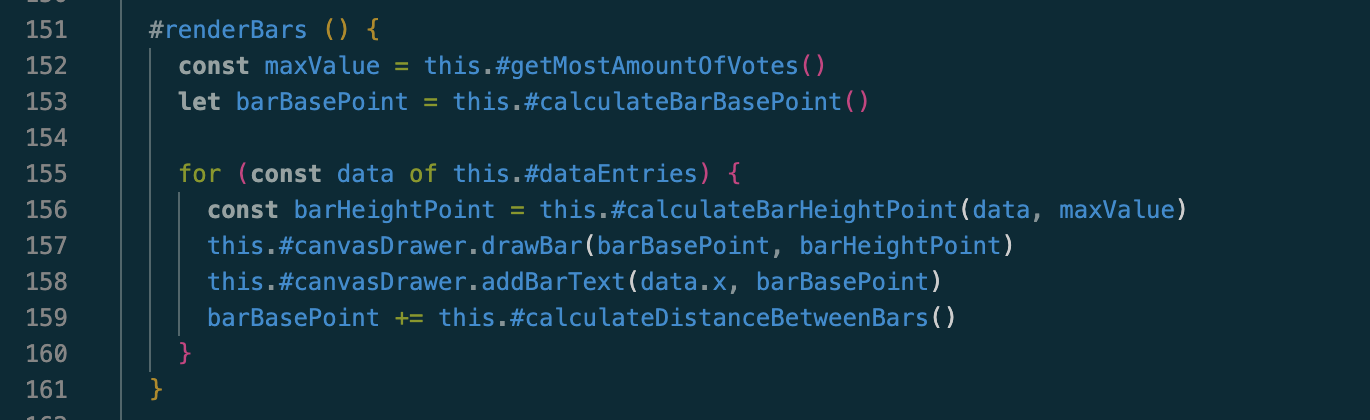 151 #renderBars () {
152 const maxValue = this.#getMostAmountOfVotes()
153 let barBasePoint = this.#calculateBarBasePoint()
154
155 for (const data of this.#dataEntries) {
156 const barHeightPoint = this.#calculateBarHeightPoint(data, maxValue)
157 this.#canvasDrawer.drawBar(barBasePoint, barHeightPoint)
158 this.#canvasDrawer.addBarText(data.x, barBasePoint)
159 barBasePoint += this.#calculateDistanceBetweenBars()
160 }
161 }